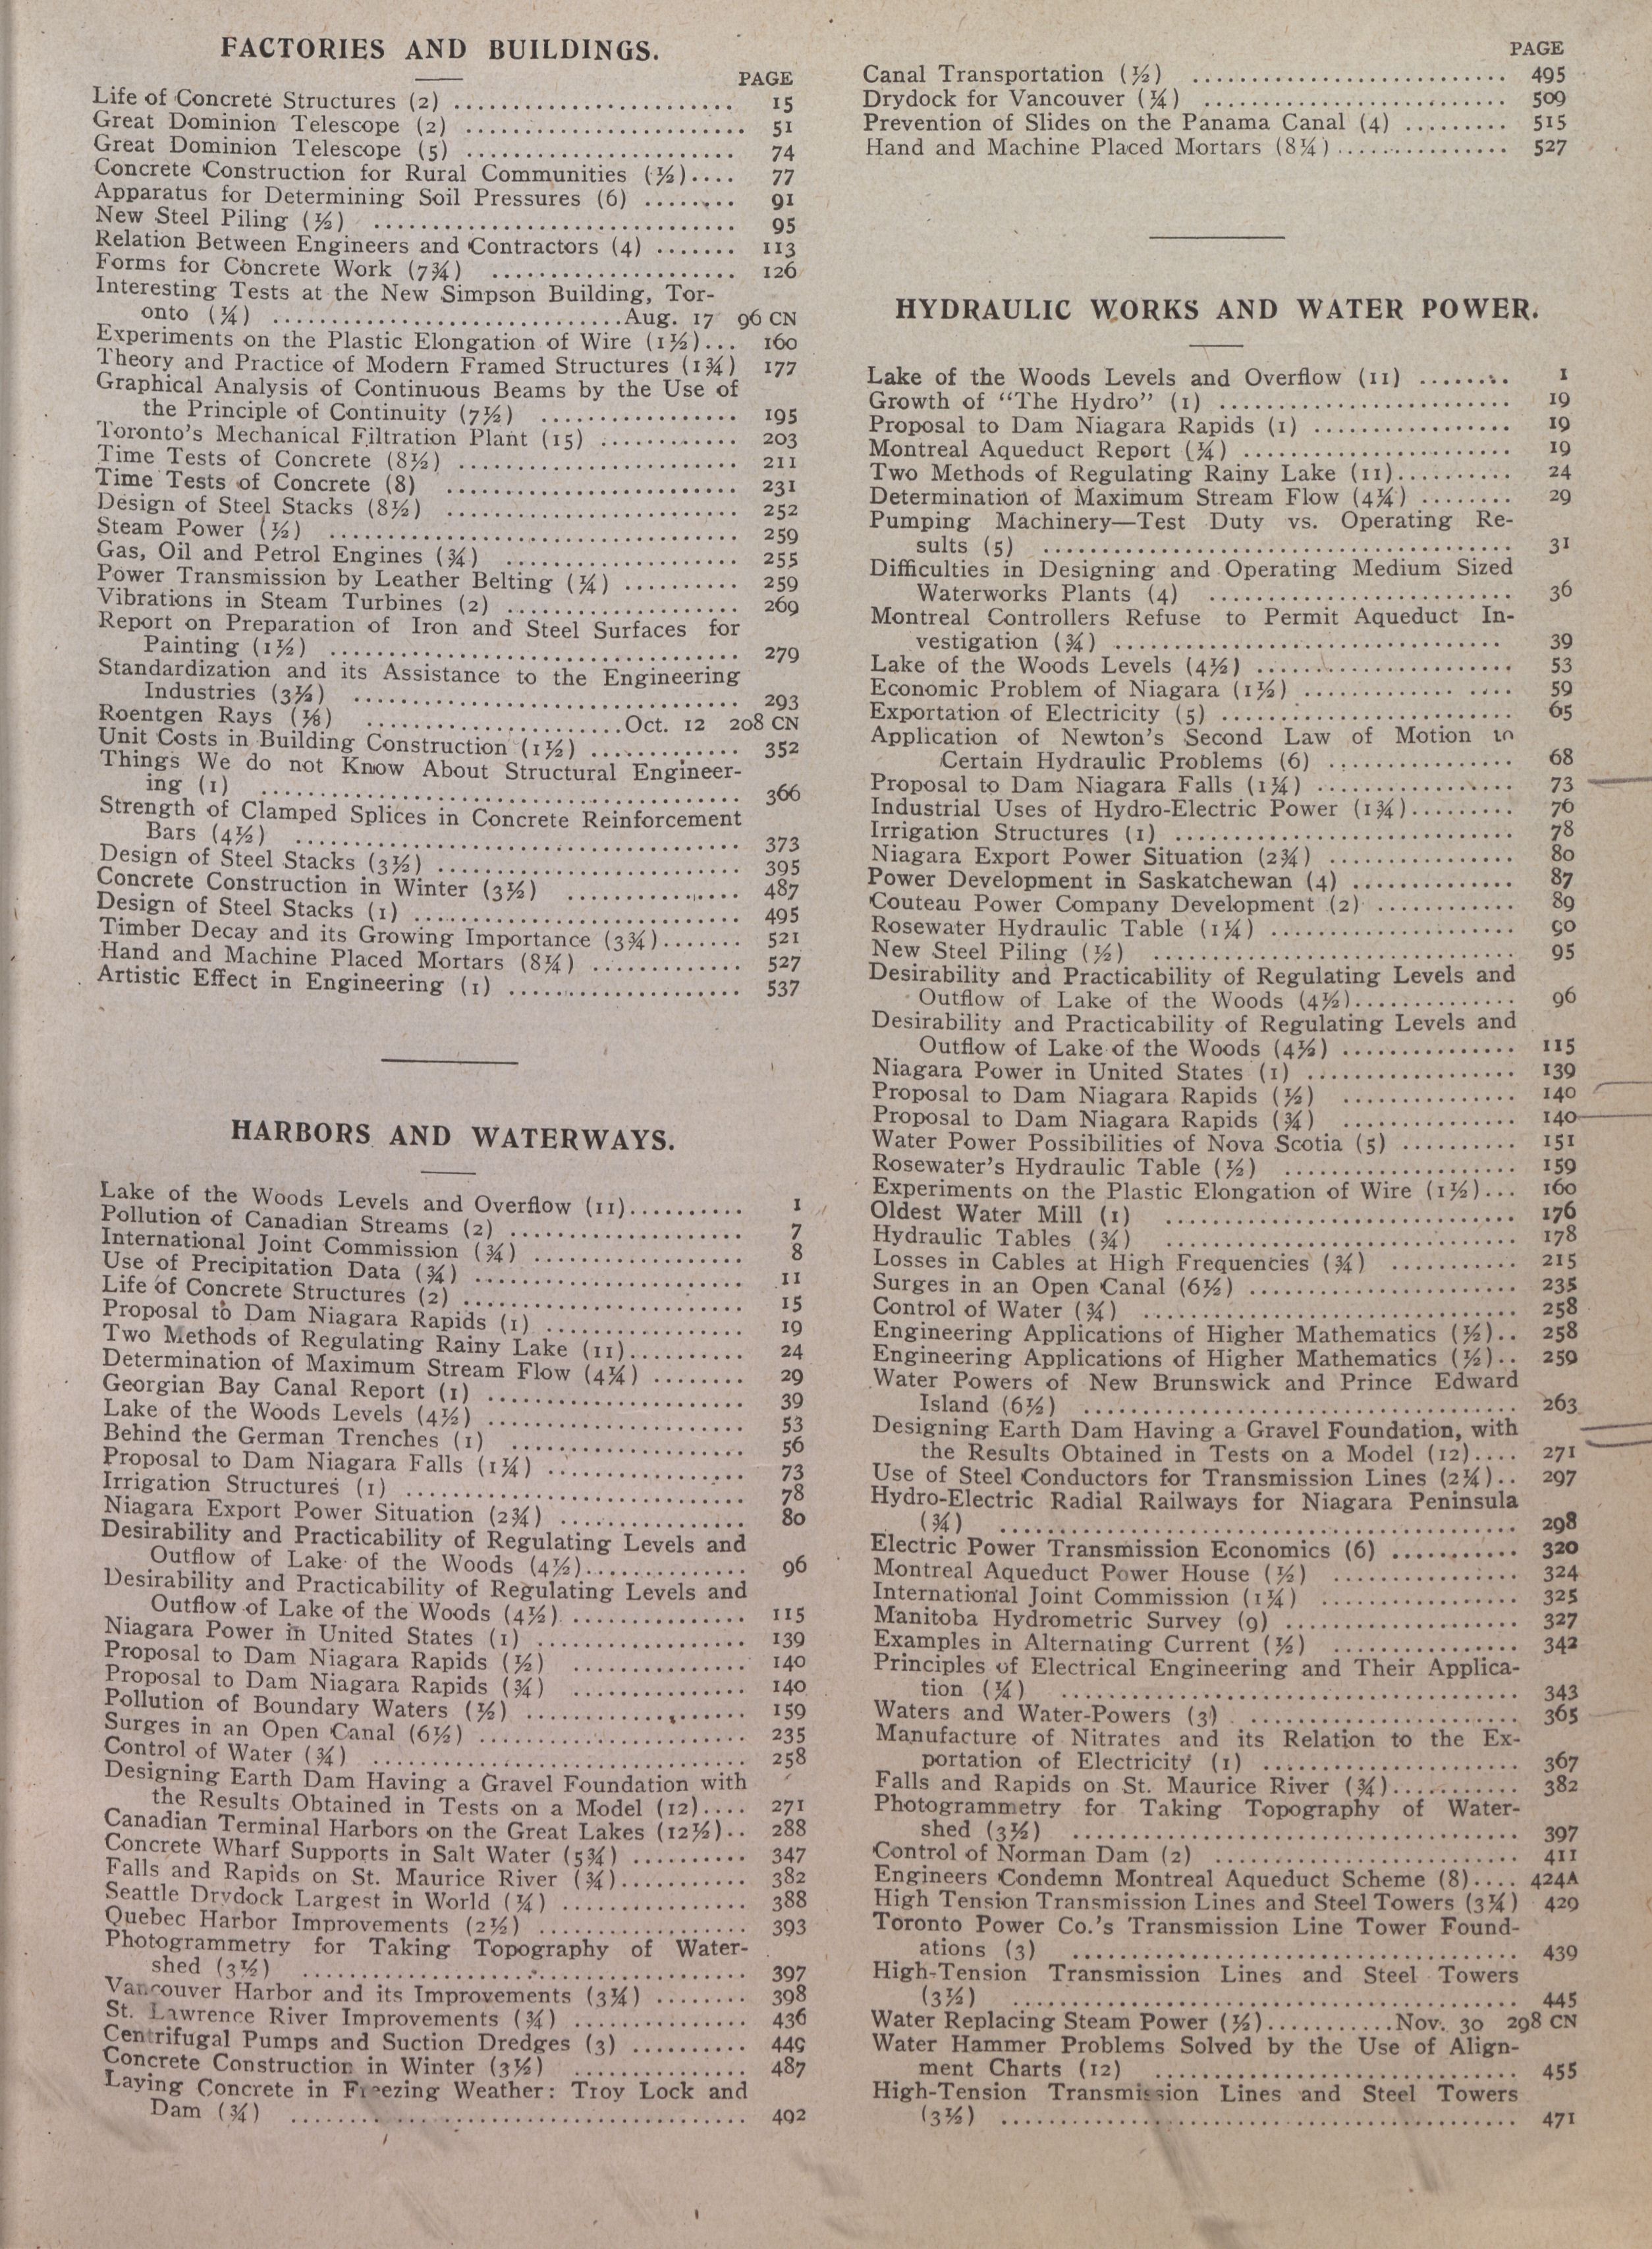 FACTORIES AND BUILDINGS.
PAGE
Life of Concrete Structures (2) ........................ 15
Great Dominion Telescope (2) ........................ 51
Great Dominion Telescope (5) ....................... 74
Concrete Construction for Rural Communities (½).... 77
Apparatus for Determining Soil Pressures (6) ........ 91
New Steel Piling (½) ............................... 95
Relation Between Engineers and Contractors (4) ....... 113
Forms for Concrete Work (7¾) ..................... 126
Interesting Tests at the New Simpson Building, Tor-
onto (¼) ................................Aug. 17 96 CN
Experiments on the Plastic Elongation of Wire (1½)... 160
Theory and Practice of Modern Framed Structures (1¾) 177
Graphical Analysis of Continuous Beams by the Use of
the Principle of Continuity (7½) ................. 195
Toronto's Mechanical Filtration Plant (15) ............ 203
Time Tests of Concrete (8½) ........................ 211
Time Tests of Concrete (8) ......................... 231
Design of Steel Stacks (8½) ......................... 252
Steam Power (½) ................................... 259
Gas, Oil and Petrol Engines (¾) .................... 255
Power Transmission by Leather Belting (¼) .......... 259
Vibrations in Steam Turbines (2) .................... 269
Report on Preparation of Iron and Steel Surfaces for
Painting (1½) ................................... 279
Standardization and its Assistance to the Engineering
Industries (3½) ................................. 293
Roentgen Rays (⅛) ......................Oct. 12 208 CN
Unit Costs in Building Construction (1½) ............. 352
Things We do not Know About Structural Engineer-
ing (1) ......................................... 366
Strength of Clamped Splices in Concrete Reinforcement
Bars (4½) ...................................... 373
Design of Steel Stacks (3½) .......................... 395
Concrete Construction in Winter (3½) ............... 487
Design of Steel Stacks (1) ............................ 495
Timber Decay and its Growing Importance (3¾)....... 521
Hand and Machine Placed Mortars (8¼) ............. 527
Artistic Effect in Engineering (1) .................... 537
HARBORS AND WATERWAYS.
Lake of the Woods Levels and Overflow (11).......... 1
Pollution of Canadian Streams (2) .................... 7
International Joint Commission (¾) .................. 8
Use of Precipitation Data (¾) ....................... 11
Life of Concrete Structures (2) ........................ 15
Proposal to Dam Niagara Rapids (1) ................. 19
Two Methods of Regulating Rainy Lake (11).......... 24
Determination of Maximum Stream Flow (4¼) ........ 29
Georgian Bay Canal Report (1) ...................... 39
Lake of the Woods Levels (4½) ...................... 53
Behind the German Trenches (1) .................... 56
Proposal to Dam Niagara Falls (1¼) ................. 73
Irrigation Structures (1) ............................. 78
Niagara Export Power Situation (2¾) ................ 80
Desirability and Practicability of Regulating Levels and
Outflow of Lake of the Woods (4½).............. 96
Desirability and Practicability of Regulating Levels and
Outflow of Lake of the Woods (4½)................ 115
Niagara Power in United States (1) .................. 139
Proposal to Dam Niagara Rapids (½) ............... 140
Proposal to Dam Niagara Rapids (¾) ............... 140
Pollution of Boundary Waters (½) ................... 159
Surges in an Open Canal (6½) ....................... 235
Control of Water (¾) ................................ 258
Designing Earth Dam Having a Gravel Foundation with
the Results Obtained in Tests on a Model (12).... 271
Canadian Terminal Harbors on the Great Lakes (12½).. 288
Concrete Wharf Supports in Salt Water (5¾) .......... 347
Falls and Rapids on St. Maurice River (¾)........... 382
Seattle Drydock Largest in World (¼) ................ 388
Quebec Harbor Improvements (2½) .................. 393
Photogrammetry for Taking Topography of Water-
shed (3½) ...................................... 397
Vancouver Harbor and its Improvements (3¼) ........ 398
St. Lawrence River Improvements (¾) ............... 436
Centrifugal Pumps and Suction Dredges (3) .......... 449
Concrete Construction in Winter (3½) ............... 487
Laying Concrete in Freezing Weather: Troy Lock and
Dam (¾) ....................................... 492
PAGE
Canal Transportation (½) ........................... 495
Drydock for Vancouver (¼) .......................... 509
Prevention of Slides on the Panama Canal (4) ......... 515
Hand and Machine Placed Mortars (8¼)............... 527
HYDRAULIC WORKS AND WATER POWER.
Lake of the Woods Levels and Overflow (11) ........ 1
Growth of "The Hydro" (1) ......................... 19
Proposal to Dam Niagara Rapids (1) ................. 19
Montreal Aqueduct Report (¼) ....................... 19
Two Methods of Regulating Rainy Lake (11).......... 24
Determination of Maximum Stream Flow (4¼) ........ 29
Pumping Machinery—Test Duty vs. Operating Re-
sults (5) ........................................ 31
Difficulties in Designing and Operating Medium Sized
Waterworks Plants (4) .......................... 36
Montreal Controllers Refuse to Permit Aqueduct In-
vestigation (¾) ................................. 39
Lake of the Woods Levels (4½) ...................... 53
Economic Problem of Niagara (1½) ............. .... 59
Exportation of Electricity (5) ......................... 65
Application of Newton's Second Law of Motion to
Certain Hydraulic Problems (6) ................ 68
Proposal to Dam Niagara Falls (1¼) ................. 73
Industrial Uses of Hydro-Electric Power (1¾)......... 76
Irrigation Structures (1) ............................. 78
Niagara Export Power Situation (2¾) ................ 80
Power Development in Saskatchewan (4) .............. 87
Couteau Power Company Development (2) ............ 89
Rosewater Hydraulic Table (1¼) ..................... 90
New Steel Piling (½) ............................... 95
Desirability and Practicability of Regulating Levels and
Outflow of Lake of the Woods (4½).............. 96
Desirability and Practicability of Regulating Levels and
Outflow of Lake of the Woods (4½) ............... 115
Niagara Power in United States (1) .................. 139
Proposal to Dam Niagara Rapids (½) ............... 140
Proposal to Dam Niagara Rapids (¾) ............... 140
Water Power Possibilities of Nova Scotia (5) .......... 151
Rosewater's Hydraulic Table (½) .................... 159
Experiments on the Plastic Elongation of Wire (1½)... 160
Oldest Water Mill (1) .............................. 176
Hydraulic Tables (¾) .............................. 178
Losses in Cables at High Frequencies (¾) ........... 215
Surges in an Open Canal (6½) ....................... 235
Control of Water (¾) ................................ 258
Engineering Applications of Higher Mathematics (½).. 258
Engineering Applications of Higher Mathematics (½).. 259
Water Powers of New Brunswick and Prince Edward
Island (6½) ..................................... 263
Designing Earth Dam Having a Gravel Foundation, with
the Results Obtained in Tests on a Model (12).... 271
Use of Steel Conductors for Transmission Lines (2¼).. 297
Hydro-Electric Radial Railways for Niagara Peninsula
(¾) ............................................ 298
Electric Power Transmission Economics (6) ........... 320
Montreal Aqueduct Power House (½) ................ 324
International Joint Commission (1¼) ................. 325
Manitoba Hydrometric Survey (9) .................... 327
Examples in Alternating Current (½) ................ 342
Principles of Electrical Engineering and Their Applica-
tion (¼) ....................................... 343
Waters and Water-Powers (3) ....................... 365
Manufacture of Nitrates and its Relation to the Ex-
portation of Electricity (1) ...................... 367
Falls and Rapids on St. Maurice River (¾)........... 382
Photogrammetry for Taking Topography of Water-
shed (3½) ...................................... 397
Control of Norman Dam (2) .......................... 411
Engineers Condemn Montreal Aqueduct Scheme (8).... 424A
High Tension Transmission Lines and Steel Towers (3¼) 429
Toronto Power Co.'s Transmission Line Tower Found-
ations (3) ...................................... 439
High-Tension Transmission Lines and Steel Towers
(3½) ........................................... 445
Water Replacing Steam Power (½)...........Nov. 30 298 CN
Water Hammer Problems Solved by the Use of Align-
ment Charts (12) ............................... 455
High-Tension Transmission Lines and Steel Towers
(3½) ............................................ 471